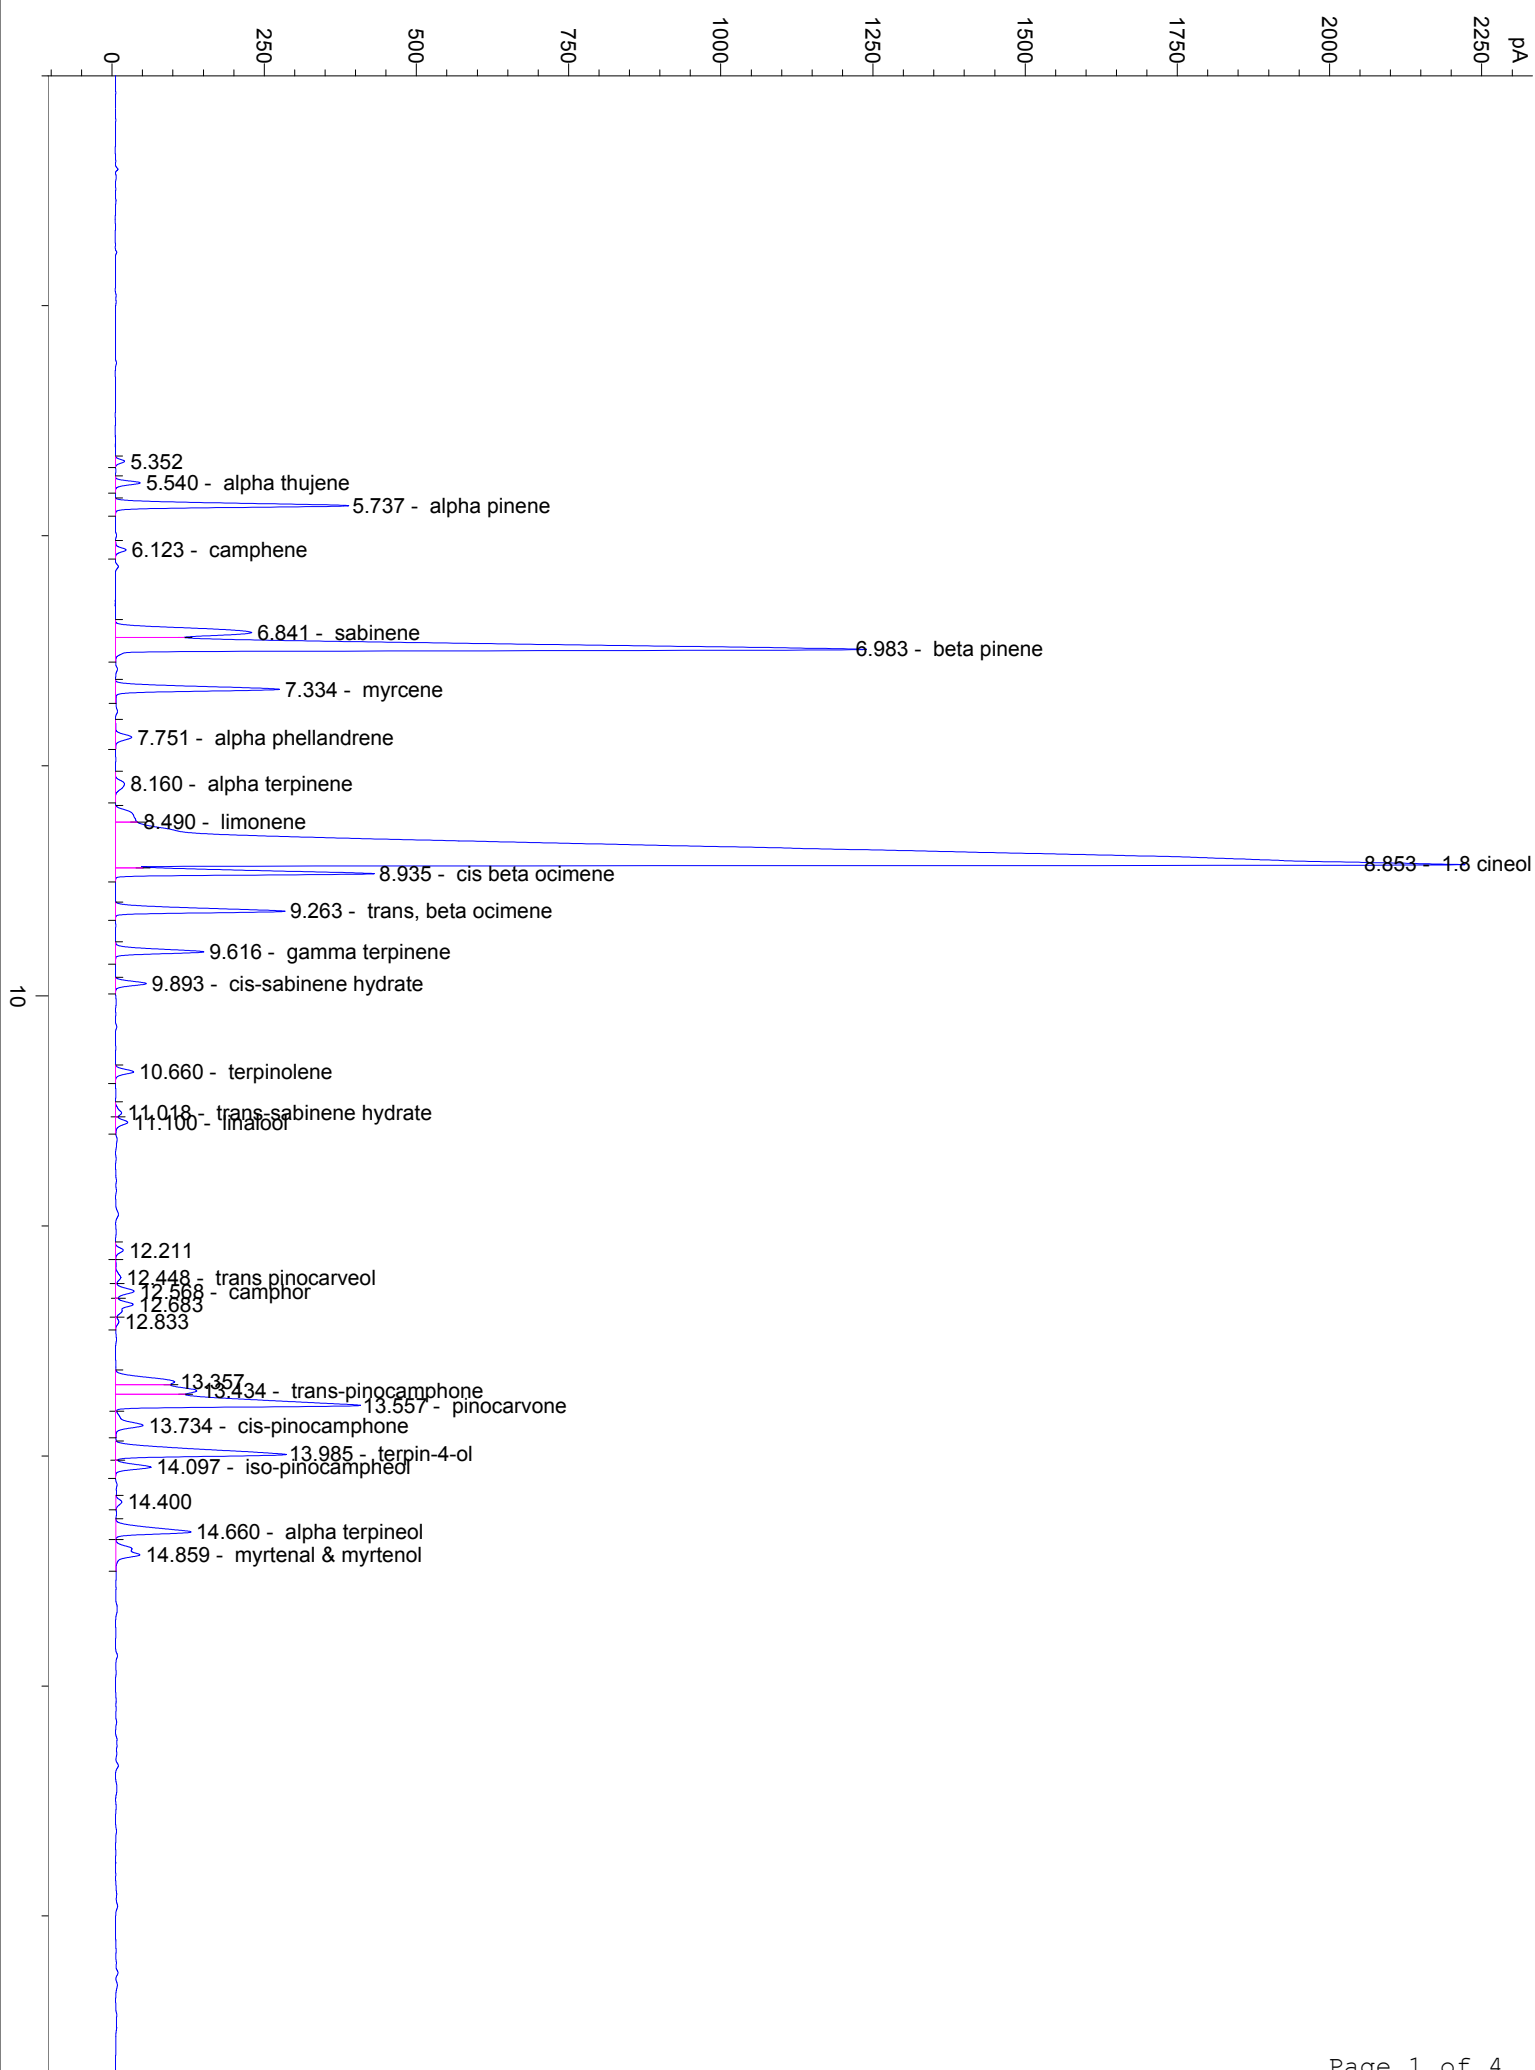 pA
0
250
500
750
1000
1250
1500
1750
2000
2250
5.352
5.540 - alpha thujene
5.737 - alpha pinene
6.123 - camphene
6.841 - sabinene
6.983 - beta pinene
7.334 - myrcene
7.751 - alpha phellandrene
8.160 - alpha terpinene
8.490 - limonene
8.853 - 1.8 cineol
8.935 - cis beta ocimene
9.263 - trans, beta ocimene
9.616 - gamma terpinene
9.893 - cis-sabinene hydrate
10
10.660 - terpinolene
11.018 - trans-sabinene hydrate
11.100 - linalool
12.211
12.448 - trans pinocarveol
12.568 - camphor
12.683
12.833
13.357
13.434 - trans-pinocamphone
13.557 - pinocarvone
13.734 - cis-pinocamphone
13.985 - terpin-4-ol
14.097 - iso-pinocampheol
14.400
14.660 - alpha terpineol
14.859 - myrtenal & myrtenol
Page 1 of 4